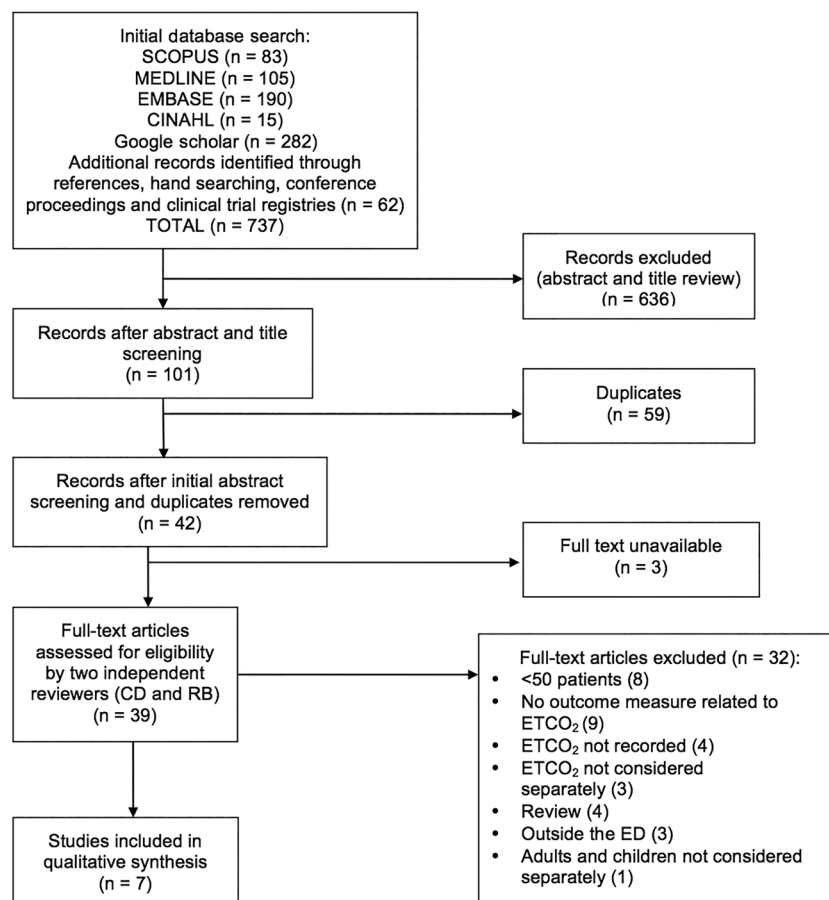 Initial database search:
SCOPUS (n = 83)
MEDLINE (n = 105)
EMBASE (n = 190)
CINAHL (n = 15)
Google scholar (n = 282)
Additional records identified through
references, hand searching, conference
proceedings and clinical trial registries (n = 62)
TOTAL (n = 737)
Records excluded
(abstract and title review)
(n = 636)
Records after abstract and title
screening
(n = 101)
Duplicates
(n = 59)
Records after initial abstract
screening and duplicates removed
(n = 42)
Full text unavailable
(n = 3)
Full-text articles
assessed for eligibility
by two independent
reviewers (CD and RB)
(n = 39)
Full-text articles excluded (n = 32):
• <50 patients (8)
• No outcome measure related to
ETCO₂ (9)
• ETCO₂ not recorded (4)
• ETCO₂ not considered
separately (3)
• Review (4)
• Outside the ED (3)
• Adults and children not considered
separately (1)
Studies included in
qualitative synthesis
(n = 7)